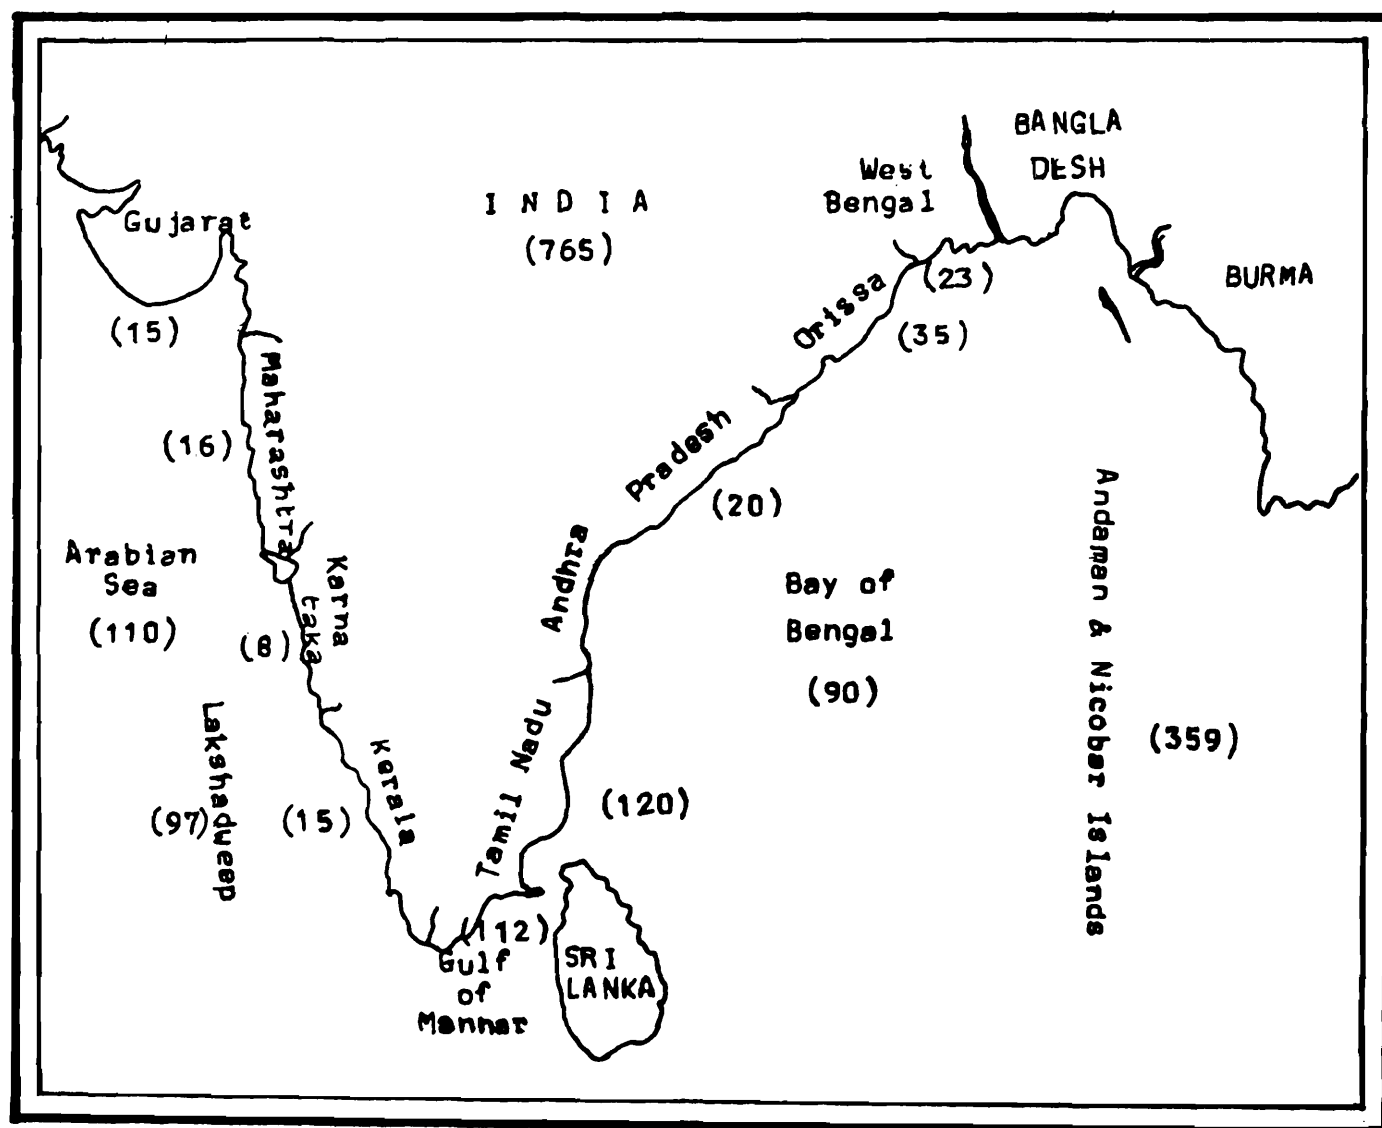 BANGLA
DESH
West
Bengal
I N D I A
(765)
Gujarat
(15)
(23)
BURMA
Orissa
(35)
Maharashtra
(16)
Pradesh
(20)
Andhra
Arabian
Sea
(110)
Karna
taka
(8)
Bay of
Bengal
(90)
Andaman & Nicobar Islands
(359)
Lakshadweep
(97)
Kerala
(15)
Tamil Nadu
(120)
(112)
Gulf
of
Mannar
SRI
LANKA